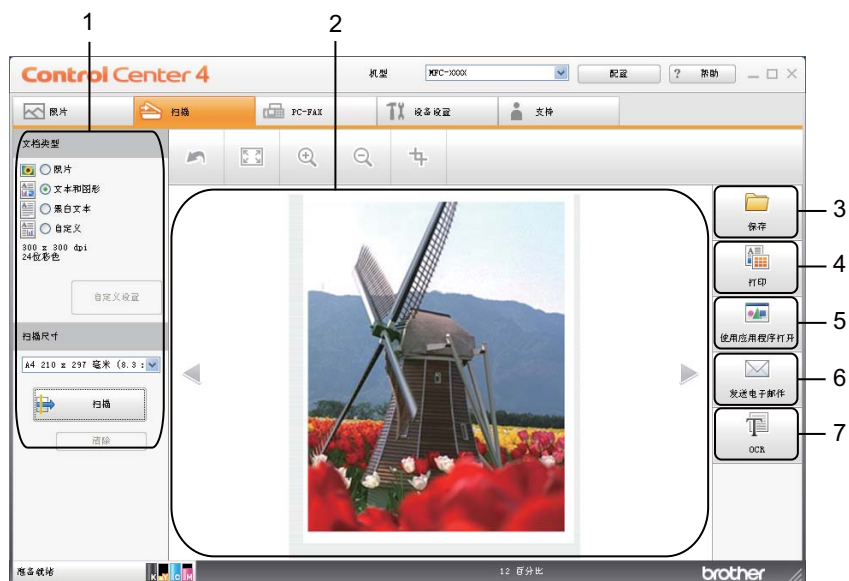 1
2
Control Center 4
机型
MFC-XXXX
配置
? 帮助
照片
扫描
PC-FAX
设备设置
支持
文档类型
照片
文本和图形
黑白文本
自定义
300 x 300 dpi
24位彩色
自定义设置
扫描尺寸
A4 210 x 297 毫米 (8.3 :
扫描
清除
保存
3
打印
4
使用应用程序打开
5
发送电子邮件
6
OCR
7
准备就绪
K Y C M
12 百分比
brother